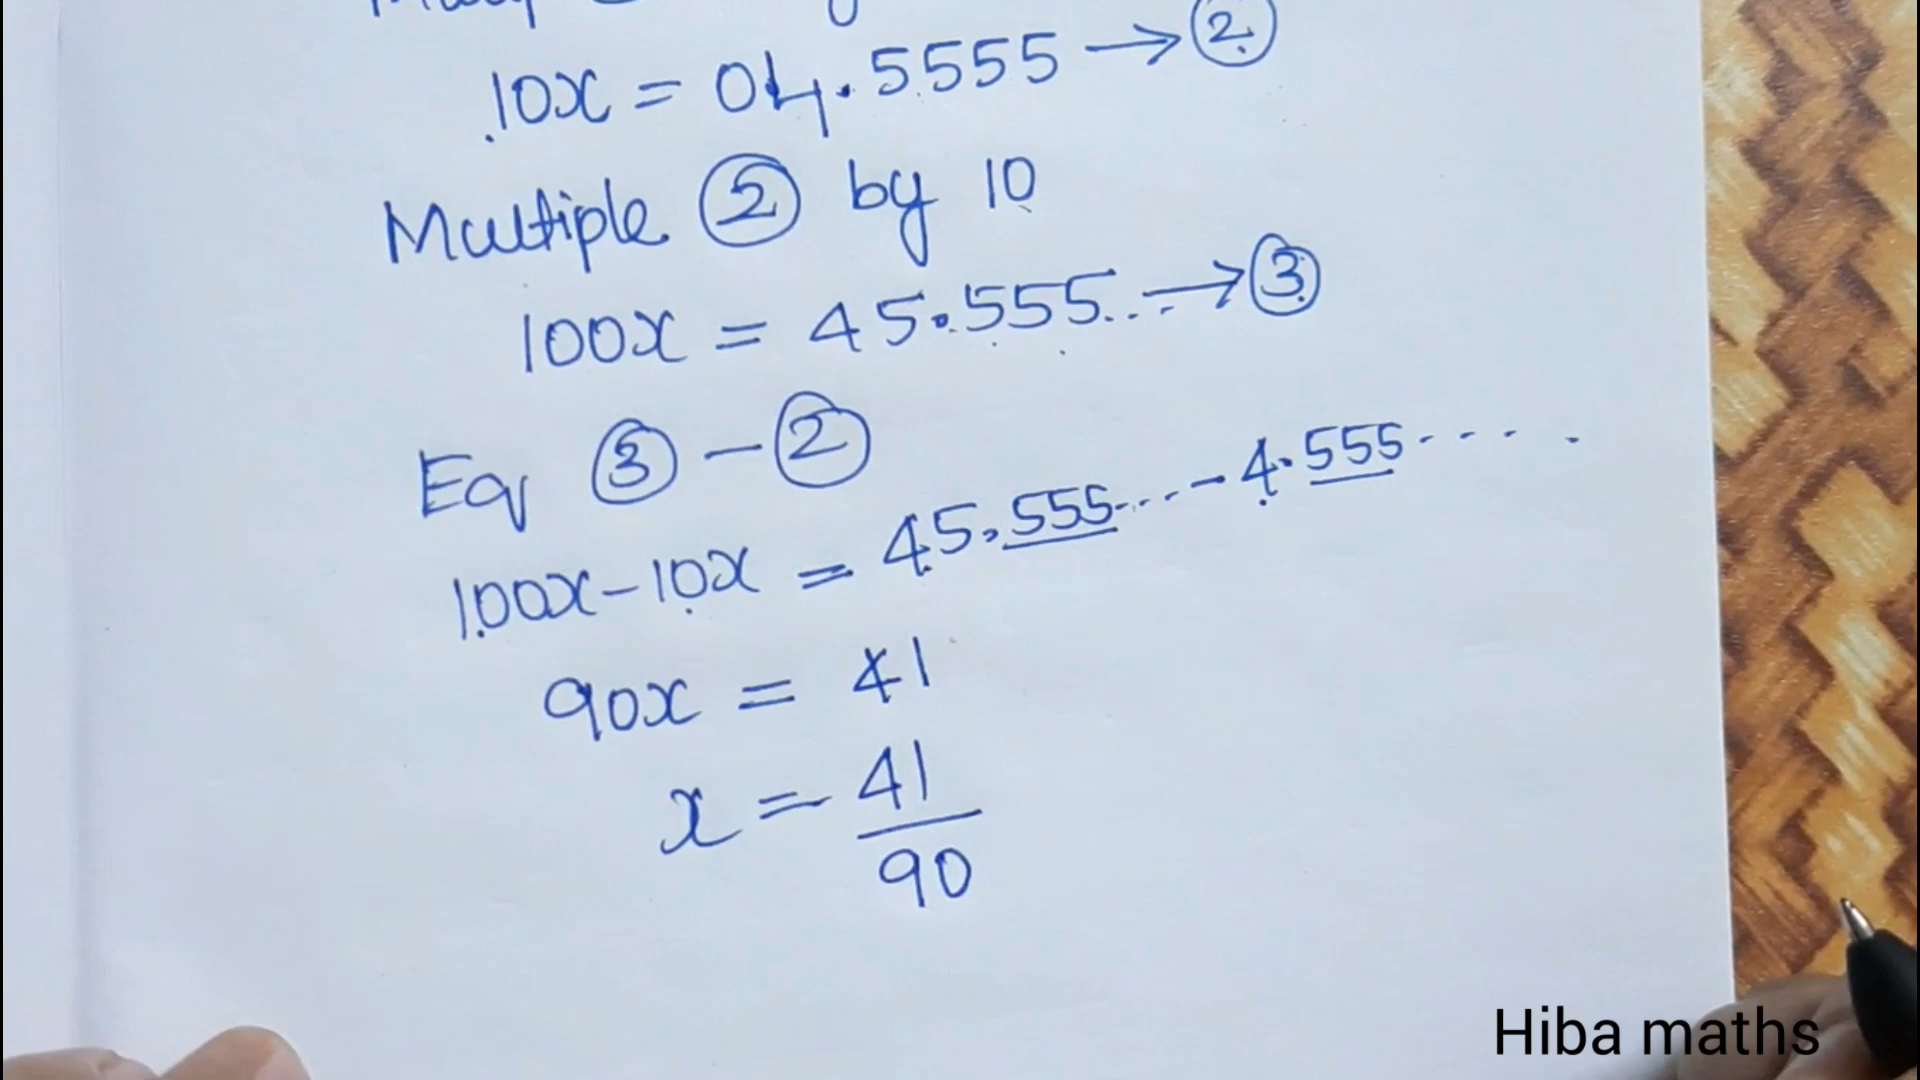 10x = 04.5555 → ②
Multiple ② by 10
100x = 45.555... → ③
Eq ③ - ②
100x - 10x = 45.555... - 4.555....
90x = 41
x = 41/90
Hiba maths